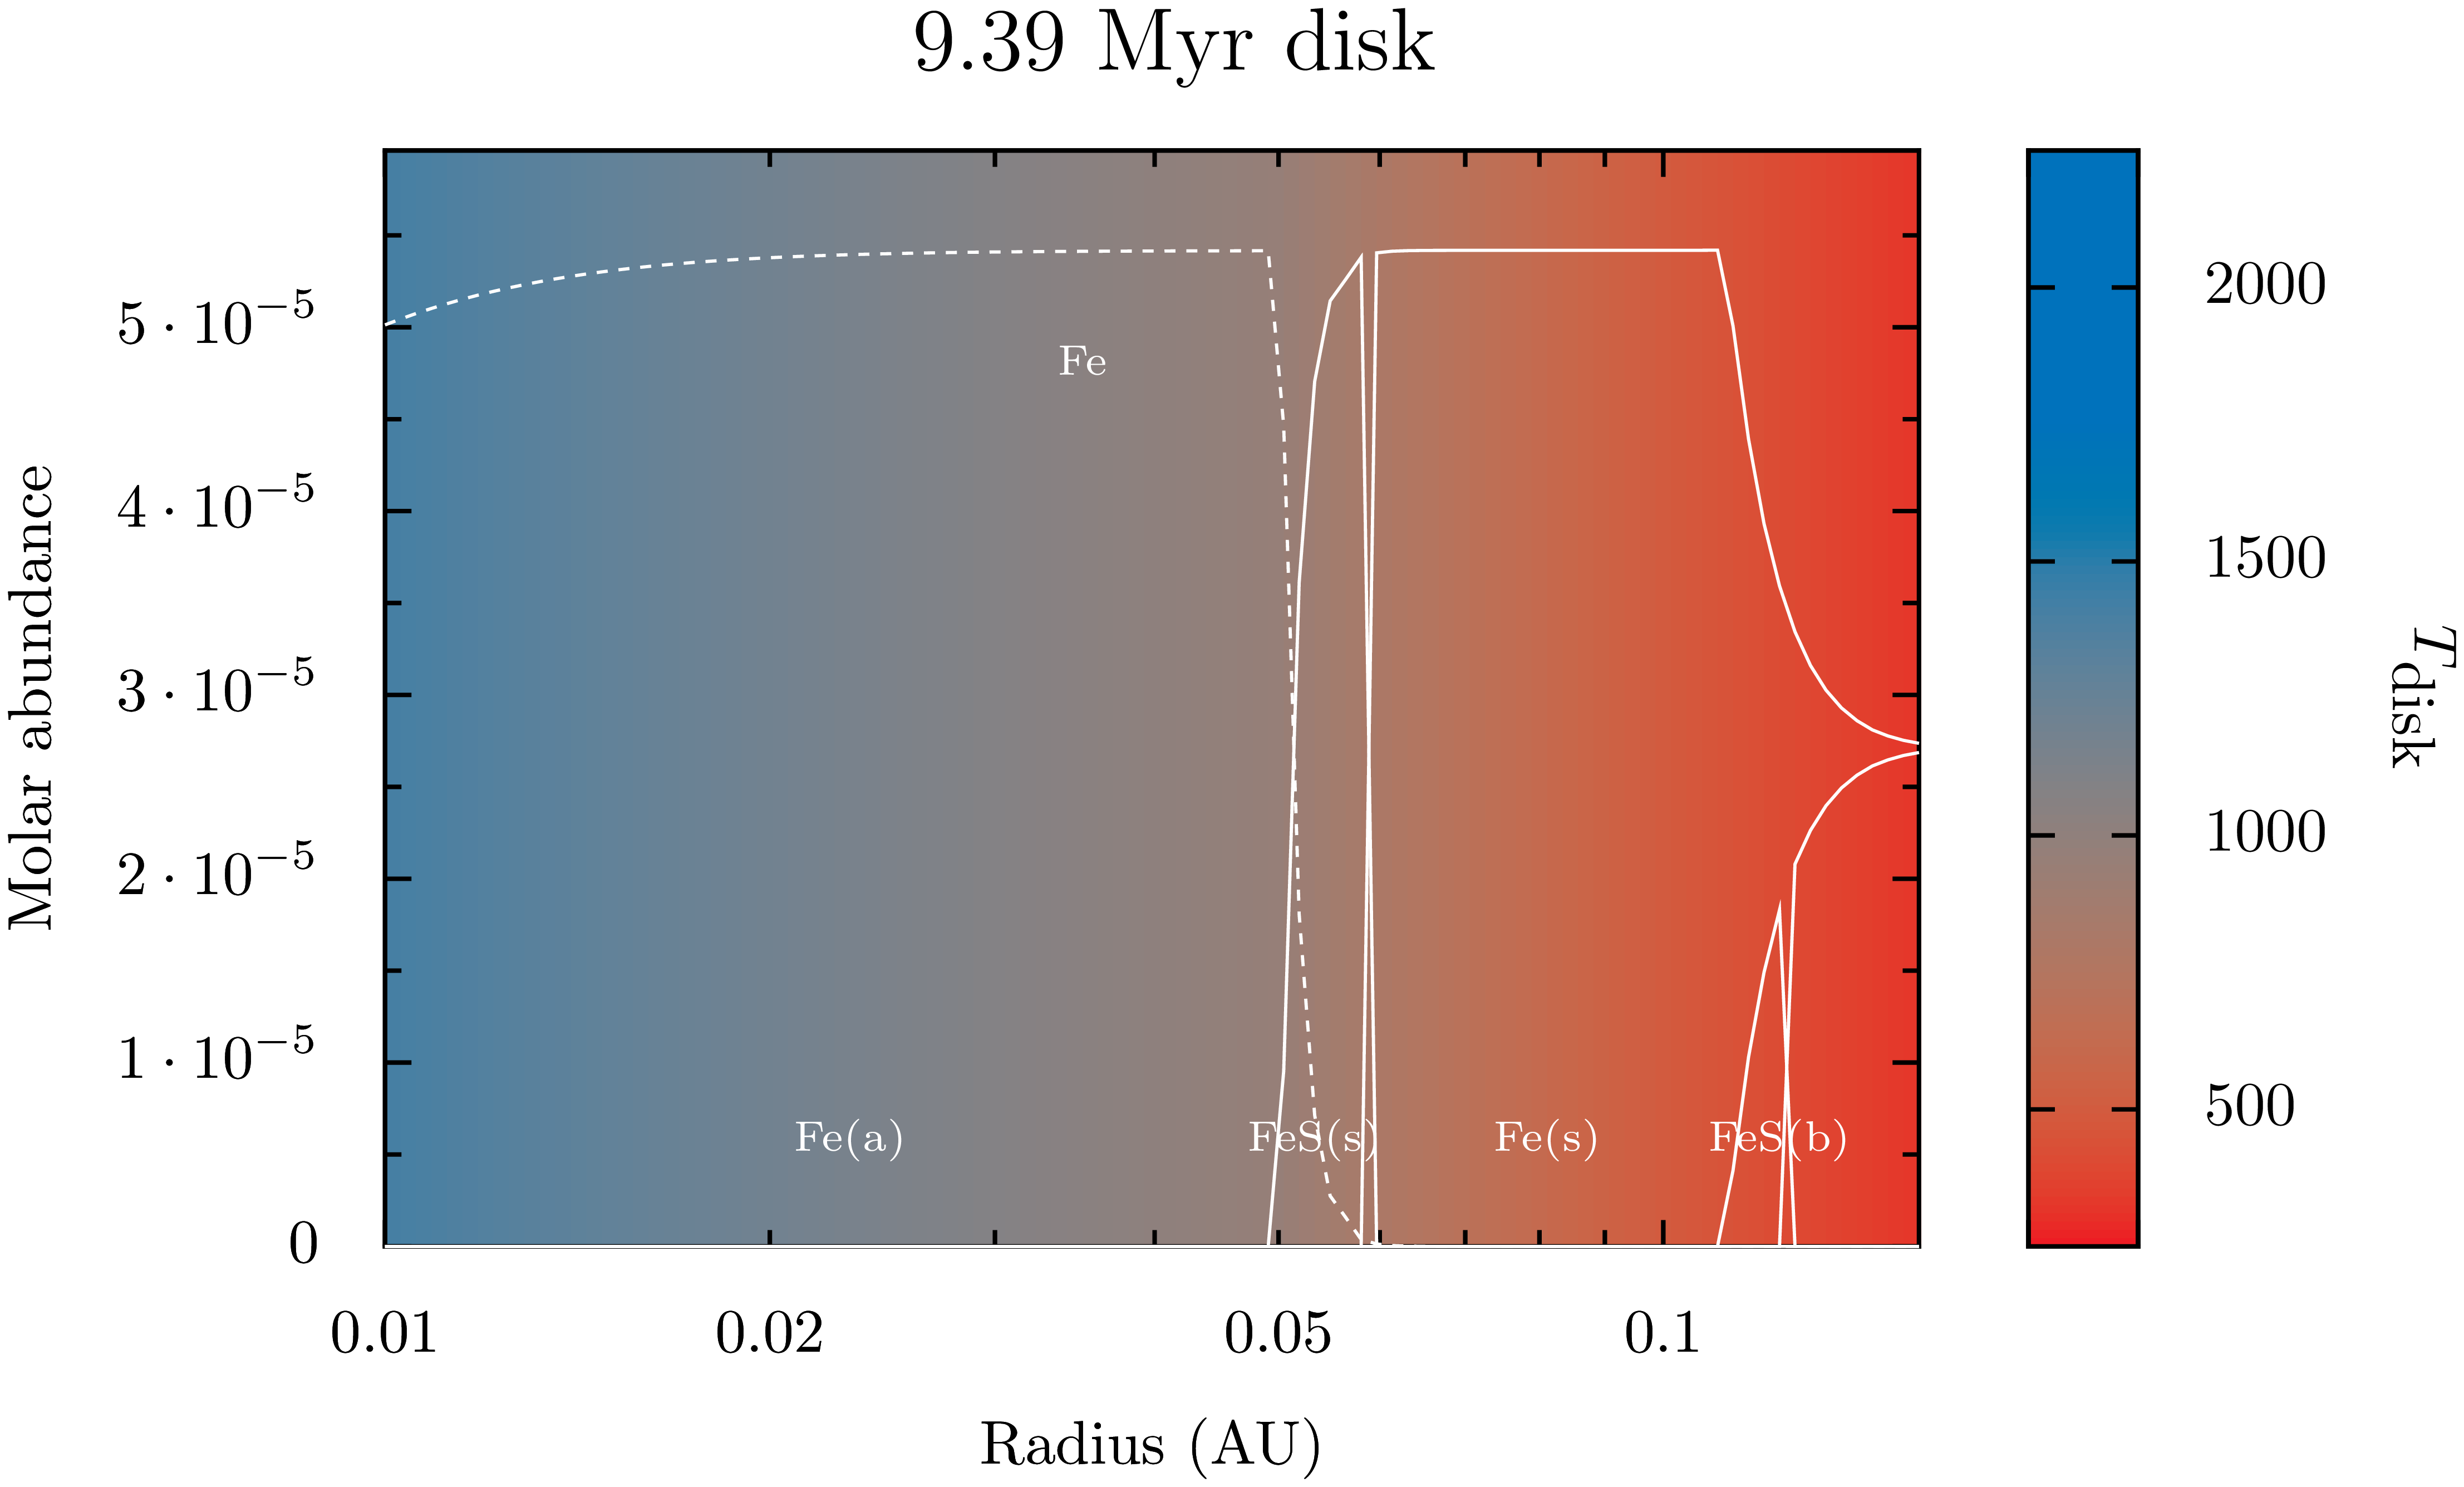 9.39 Myr disk
Molar abundance
5 · 10⁻⁵
4 · 10⁻⁵
3 · 10⁻⁵
2 · 10⁻⁵
1 · 10⁻⁵
0
Fe
Fe(a)
FeS(s)
Fe(s)
FeS(b)
0.01
0.02
0.05
0.1
Radius (AU)
2000
1500
1000
500
T_disk